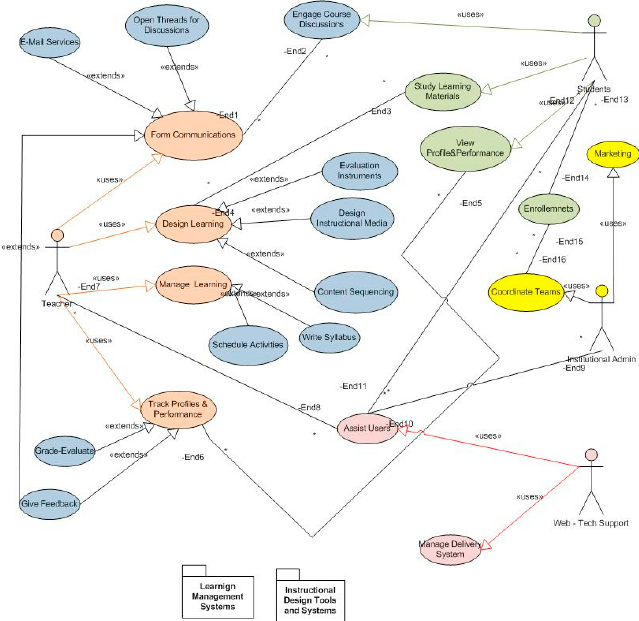 Engage Course
Discussions
«uses»
Open Threads for
Discussions
E-Mail Services
-End2
«extends»
«extends»
«uses»
Study Learning
Materials
Students
-End12
-End13
«uses»
-End1
-End3
Form Communications
View
Profile&Performance
Marketing
Evaluation
Instruments
«uses»
«extends»
-End14
-End5
Enrollemnets
-End4
«extends»
Design
Instructional Media
«uses»
Design Learning
«uses»
-End15
«extends»
«extends»
-End16
«uses»
-End7
Manage Learning
Content Sequencing
Coordinate Teams
«uses»
Teacher
«extends»
«extends»
«uses»
Schedule Activities
Write Syllabus
Institutional Admin
-End9
-End11
Track Profiles &
Performance
-End8
«extends»
Assist Users
-End10
«uses»
Grade-Evaluate
«extends»
-End6
Give Feedback
«uses»
Web - Tech Support
Manage Delivery
System
Learnign
Management
Systems
Instructional
Design Tools
and Systems